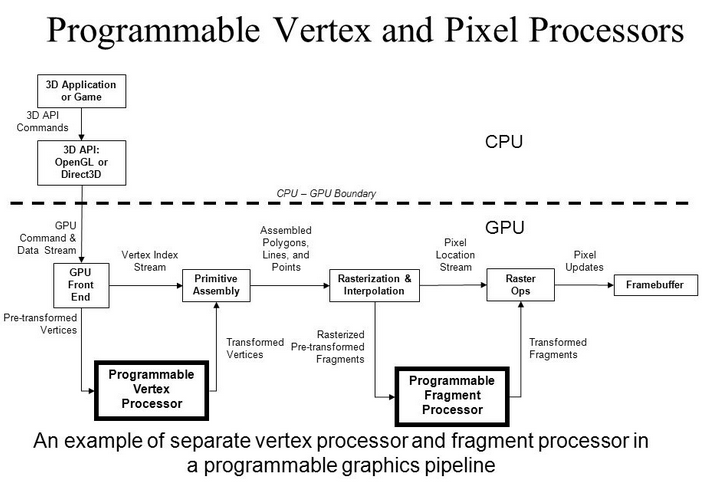 Programmable Vertex and Pixel Processors
3D Application
or Game
3D API
Commands
3D API:
OpenGL or
Direct3D
CPU
CPU – GPU Boundary
GPU
GPU
Command &
Data Stream
GPU
Front
End
Vertex Index
Stream
Primitive
Assembly
Assembled
Polygons,
Lines, and
Points
Rasterization &
Interpolation
Pixel
Location
Stream
Raster
Ops
Pixel
Updates
Framebuffer
Pre-transformed
Vertices
Programmable
Vertex
Processor
Transformed
Vertices
Rasterized
Pre-transformed
Fragments
Programmable
Fragment
Processor
Transformed
Fragments
An example of separate vertex processor and fragment processor in
a programmable graphics pipeline